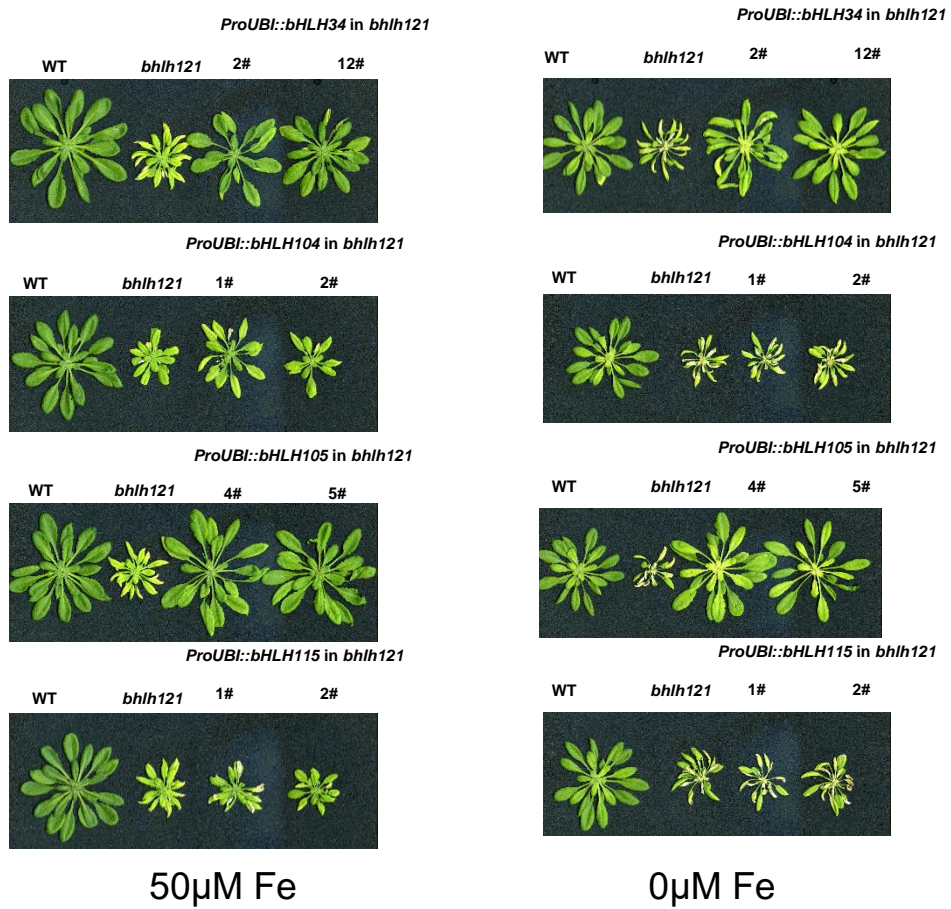 ProUBI::bHLH34 in bhlh121
WT bhlh121 2# 12#
ProUBI::bHLH104 in bhlh121
WT bhlh121 1# 2#
ProUBI::bHLH105 in bhlh121
WT bhlh121 4# 5#
ProUBI::bHLH115 in bhlh121
WT bhlh121 1# 2#
50μM Fe
ProUBI::bHLH34 in bhlh121
WT bhlh121 2# 12#
ProUBI::bHLH104 in bhlh121
WT bhlh121 1# 2#
ProUBI::bHLH105 in bhlh121
WT bhlh121 4# 5#
ProUBI::bHLH115 in bhlh121
WT bhlh121 1# 2#
0μM Fe